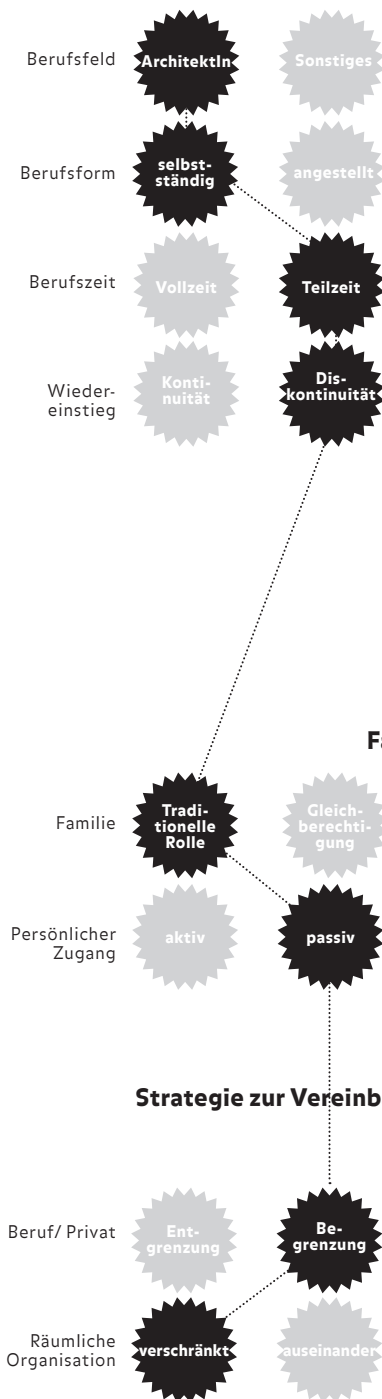 Berufsfeld
ArchitektIn
Sonstiges
Berufsform
selbst-
ständig
angestellt
Berufszeit
Vollzeit
Teilzeit
Wieder-
einstieg
Konti-
nuität
Dis-
kontinuität
Fa
Familie
Tradi-
tionelle
Rolle
Gleich-
berechti-
gung
Persönlicher
Zugang
aktiv
passiv
Strategie zur Vereinb
Beruf/ Privat
Ent-
grenzung
Be-
grenzung
Räumliche
Organisation
verschränkt
auseinander